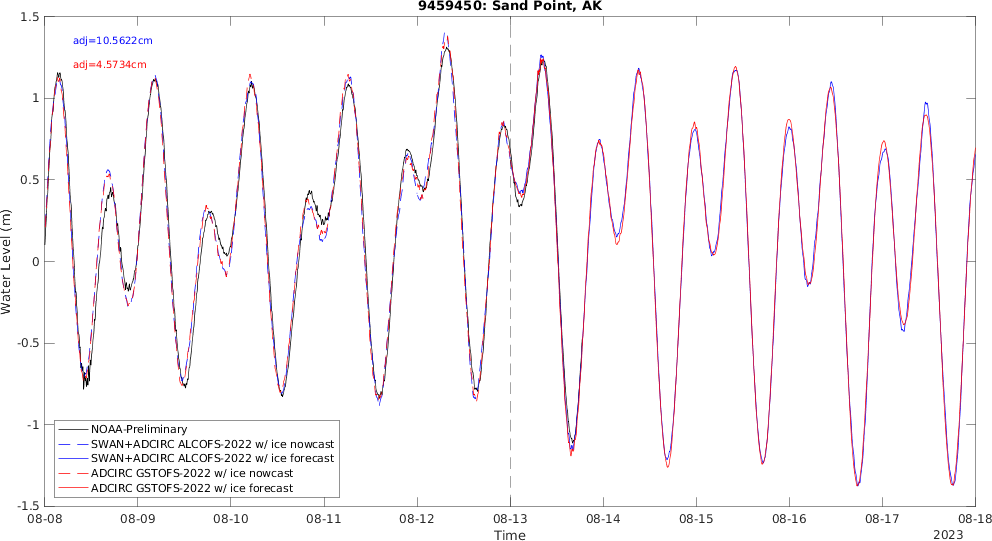 9459450: Sand Point, AK
adj=10.5622cm
adj=4.5734cm
Water Level (m)
1.5
1
0.5
0
-0.5
-1
-1.5
NOAA-Preliminary
SWAN+ADCIRC ALCOFS-2022 w/ ice nowcast
SWAN+ADCIRC ALCOFS-2022 w/ ice forecast
ADCIRC GSTOFS-2022 w/ ice nowcast
ADCIRC GSTOFS-2022 w/ ice forecast
08-08 08-09 08-10 08-11 08-12 08-13 08-14 08-15 08-16 08-17 08-18
Time
2023